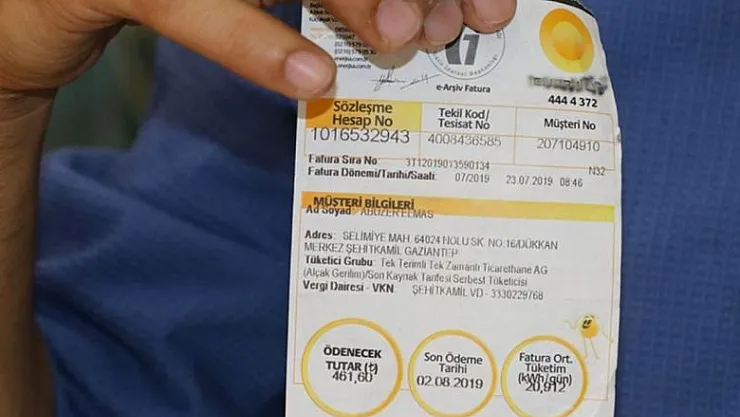 e-Arşiv Fatura
444 4 372
Sözleşme Hesap No
Tekil Kod/ Tesisat No
Müşteri No
1016532943
4008436585
207104910
Fatura Sıra No: 3T12019013590134
N32
Fatura Dönemi/Tarihi/Saati: 07/2019 23.07.2019 08:46
MÜŞTERİ BİLGİLERİ
Ad Soyad ABUZER ELMAS
Adres: SELİMİYE MAH. 64024 NOLU SK. NO:16/DÜKKAN
MERKEZ ŞEHİTKAMİL GAZİANTEP
Tüketici Grubu: Tek Terimli Tek Zamanlı Ticarethane AG
(Alçak Gerilim)/Son Kaynak Tarifesi Serbest Tüketicisi
Vergi Dairesi - VKN: ŞEHİTKAMİL VD - 3330229768
ÖDENECEK
TUTAR (₺)
461,60
Son Ödeme
Tarihi
02.08.2019
Fatura Ort.
Tüketim
(kWh/gün)
20,912